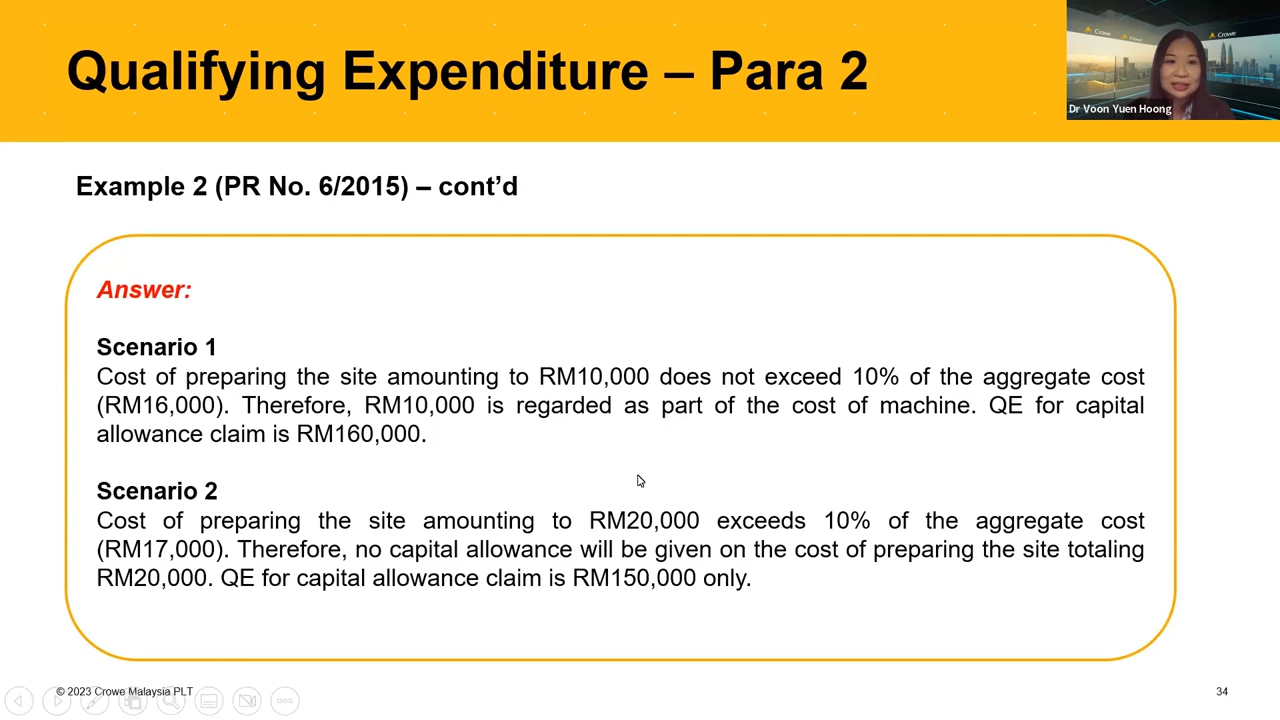 Qualifying Expenditure – Para 2
Crowe
Crowe
Crowe
Dr Voon Yuen Hoong
Example 2 (PR No. 6/2015) – cont’d
Answer:
Scenario 1
Cost of preparing the site amounting to RM10,000 does not exceed 10% of the aggregate cost
(RM16,000). Therefore, RM10,000 is regarded as part of the cost of machine. QE for capital
allowance claim is RM160,000.
Scenario 2
Cost of preparing the site amounting to RM20,000 exceeds 10% of the aggregate cost
(RM17,000). Therefore, no capital allowance will be given on the cost of preparing the site totaling
RM20,000. QE for capital allowance claim is RM150,000 only.
© 2023 Crowe Malaysia PLT
34